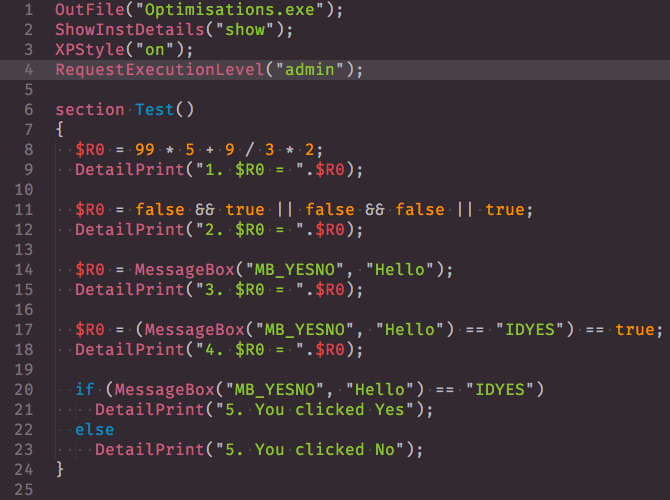 1 OutFile("Optimisations.exe");
2 ShowInstDetails("show");
3 XPStyle("on");
4 RequestExecutionLevel("admin");
5
6 section Test()
7 {
8   $R0 = 99 * 5 + 9 / 3 * 2;
9   DetailPrint("1. $R0 = ".$R0);
10
11   $R0 = false && true || false && false || true;
12   DetailPrint("2. $R0 = ".$R0);
13
14   $R0 = MessageBox("MB_YESNO", "Hello");
15   DetailPrint("3. $R0 = ".$R0);
16
17   $R0 = (MessageBox("MB_YESNO", "Hello") == "IDYES") == true;
18   DetailPrint("4. $R0 = ".$R0);
19
20   if (MessageBox("MB_YESNO", "Hello") == "IDYES")
21     DetailPrint("5. You clicked Yes");
22   else
23     DetailPrint("5. You clicked No");
24 }
25